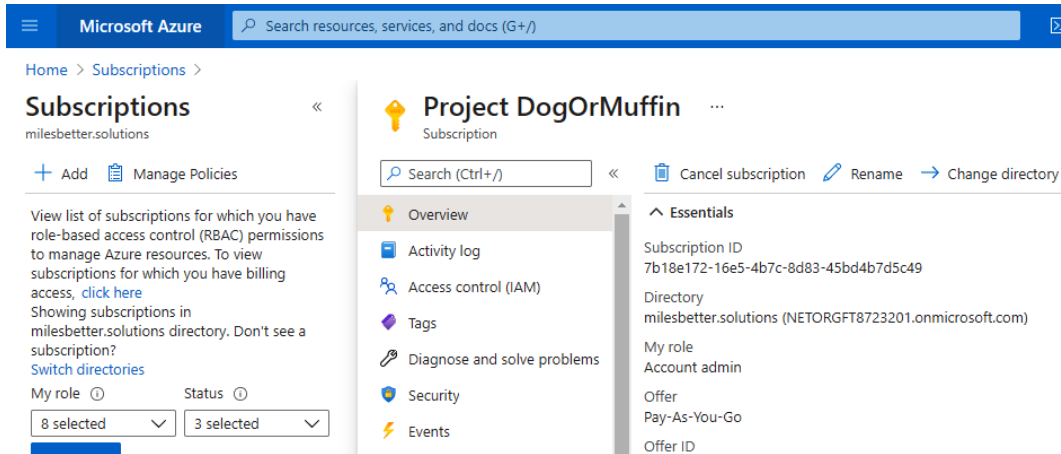 Microsoft Azure
Search resources, services, and docs (G+/)
Home > Subscriptions >
Subscriptions «
milesbetter.solutions
+ Add Manage Policies
View list of subscriptions for which you have
role-based access control (RBAC) permissions
to manage Azure resources. To view
subscriptions for which you have billing
access, click here
Showing subscriptions in
milesbetter.solutions directory. Don't see a
subscription?
Switch directories
My role Status
8 selected 3 selected
Project DogOrMuffin ...
Subscription
Search (Ctrl+/) «
Overview
Activity log
Access control (IAM)
Tags
Diagnose and solve problems
Security
Events
Cancel subscription Rename Change directory
Essentials
Subscription ID
7b18e172-16e5-4b7c-8d83-45bd4b7d5c49
Directory
milesbetter.solutions (NETORGFT8723201.onmicrosoft.com)
My role
Account admin
Offer
Pay-As-You-Go
Offer ID